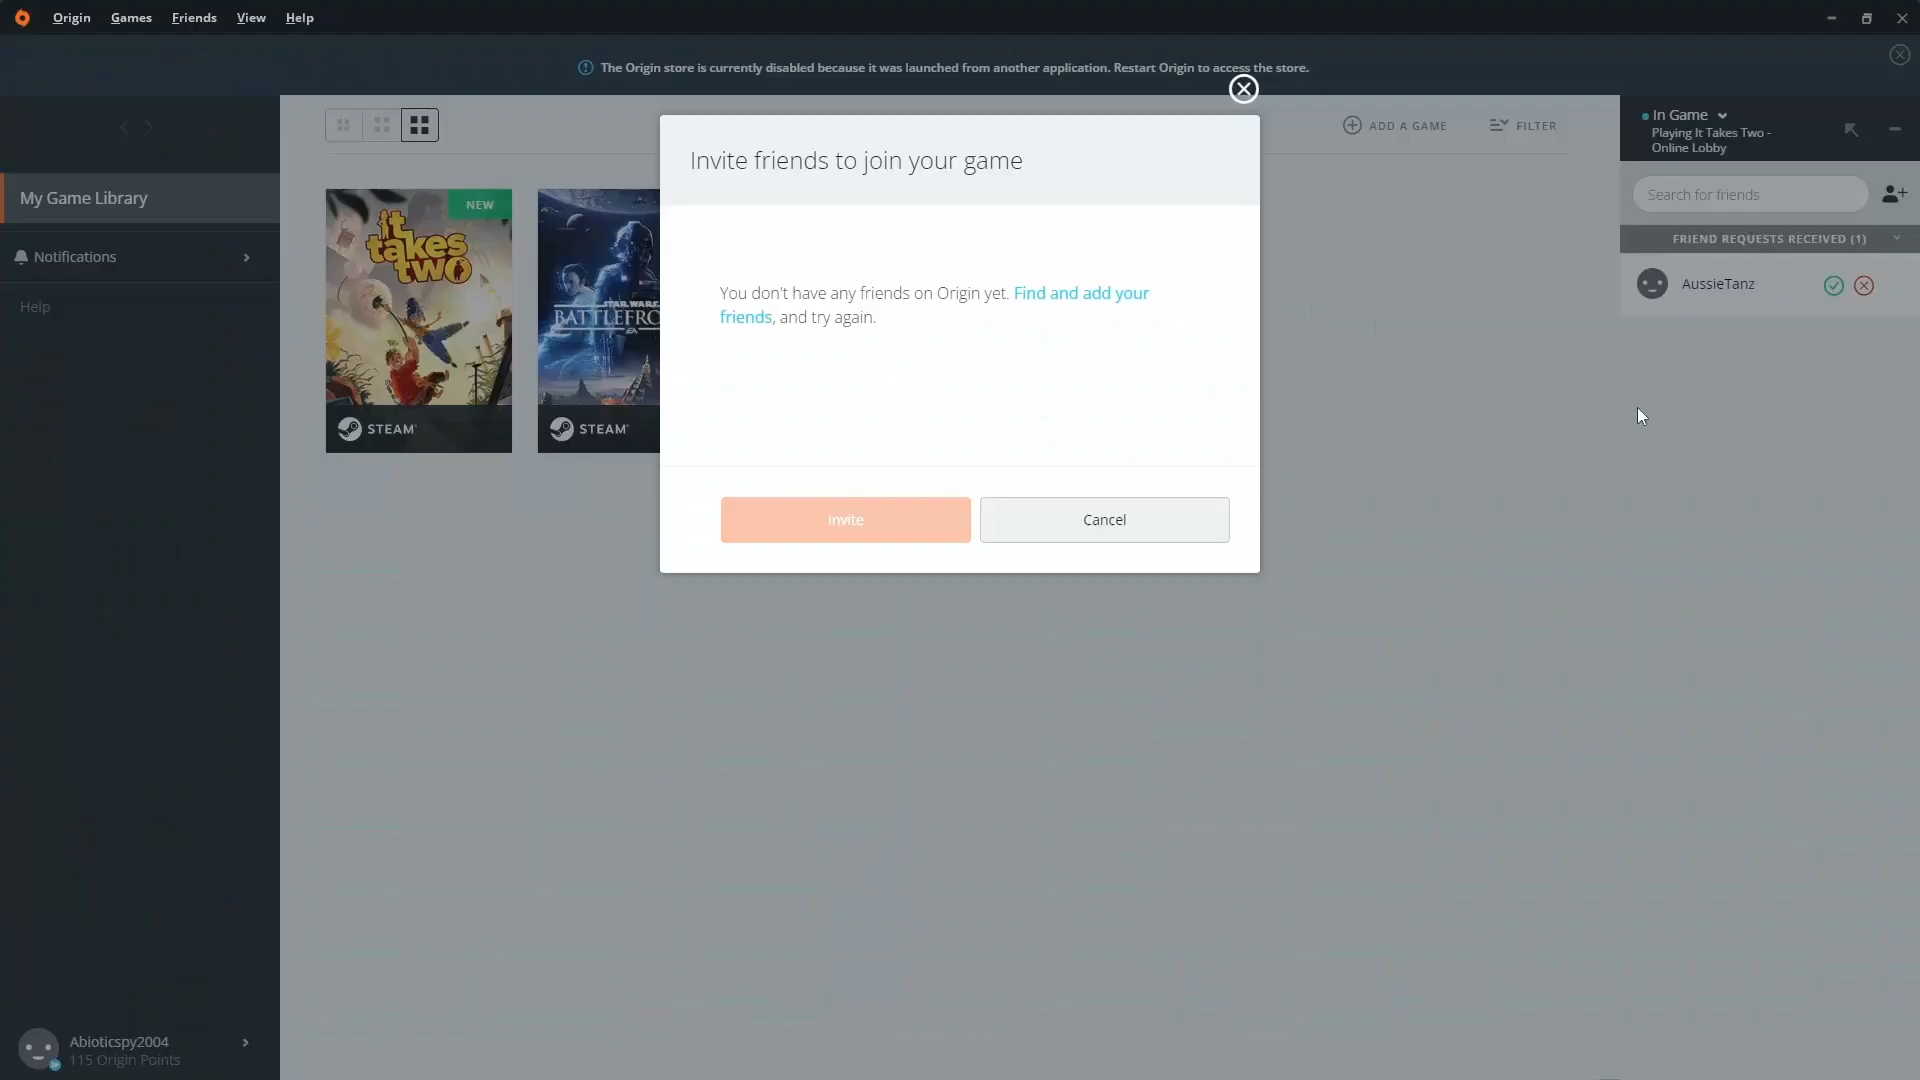 Origin Games Friends View Help
The Origin store is currently disabled because it was launched from another application. Restart Origin to access the store.
My Game Library
Notifications
Help
Abioticspy2004
115 Origin Points
ADD A GAME FILTER
NEW
it
takes
two
STEAM
STAR WARS
BATTLEFRO
EA
STEAM
Invite friends to join your game
You don't have any friends on Origin yet. Find and add your
friends, and try again.
Invite Cancel
In Game
Playing It Takes Two -
Online Lobby
Search for friends
FRIEND REQUESTS RECEIVED (1)
AussieTanz